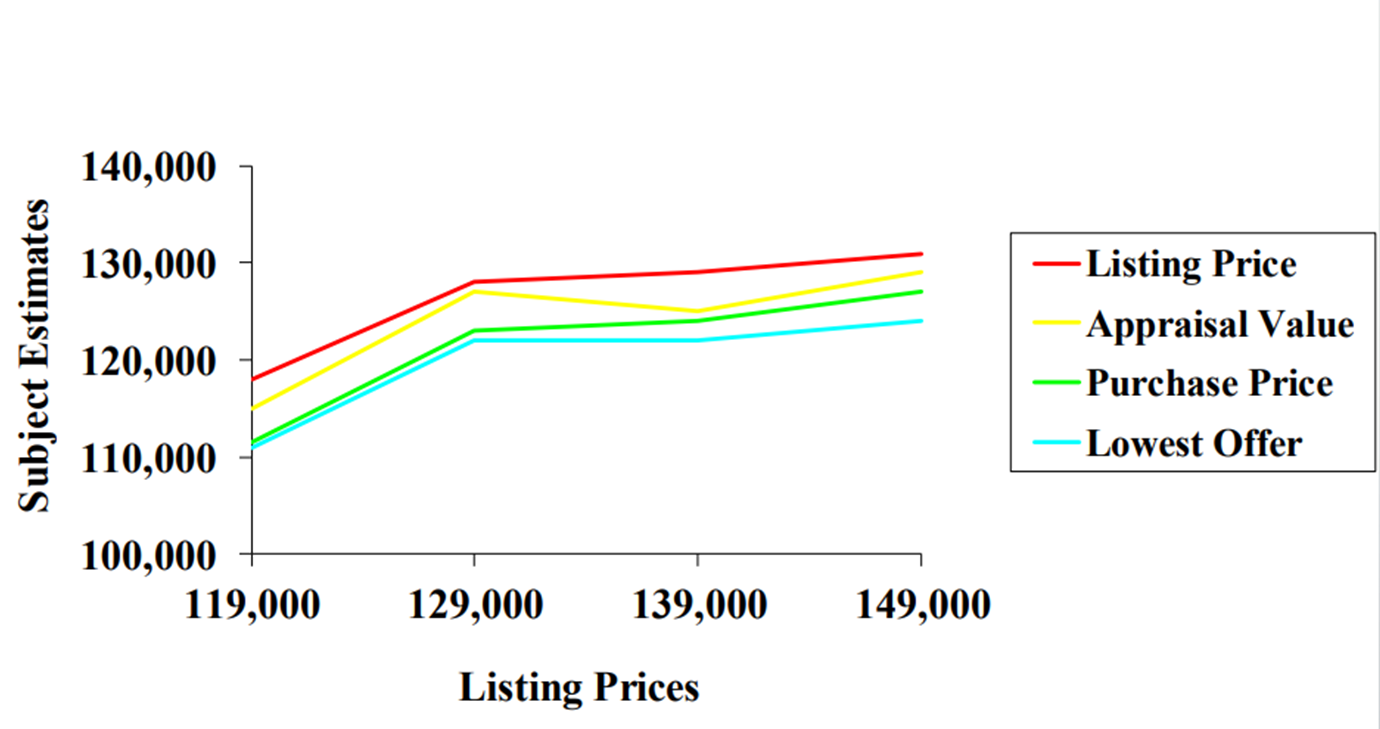 140,000
130,000
120,000
110,000
100,000
Subject Estimates
119,000 129,000 139,000 149,000
Listing Prices
Listing Price
Appraisal Value
Purchase Price
Lowest Offer